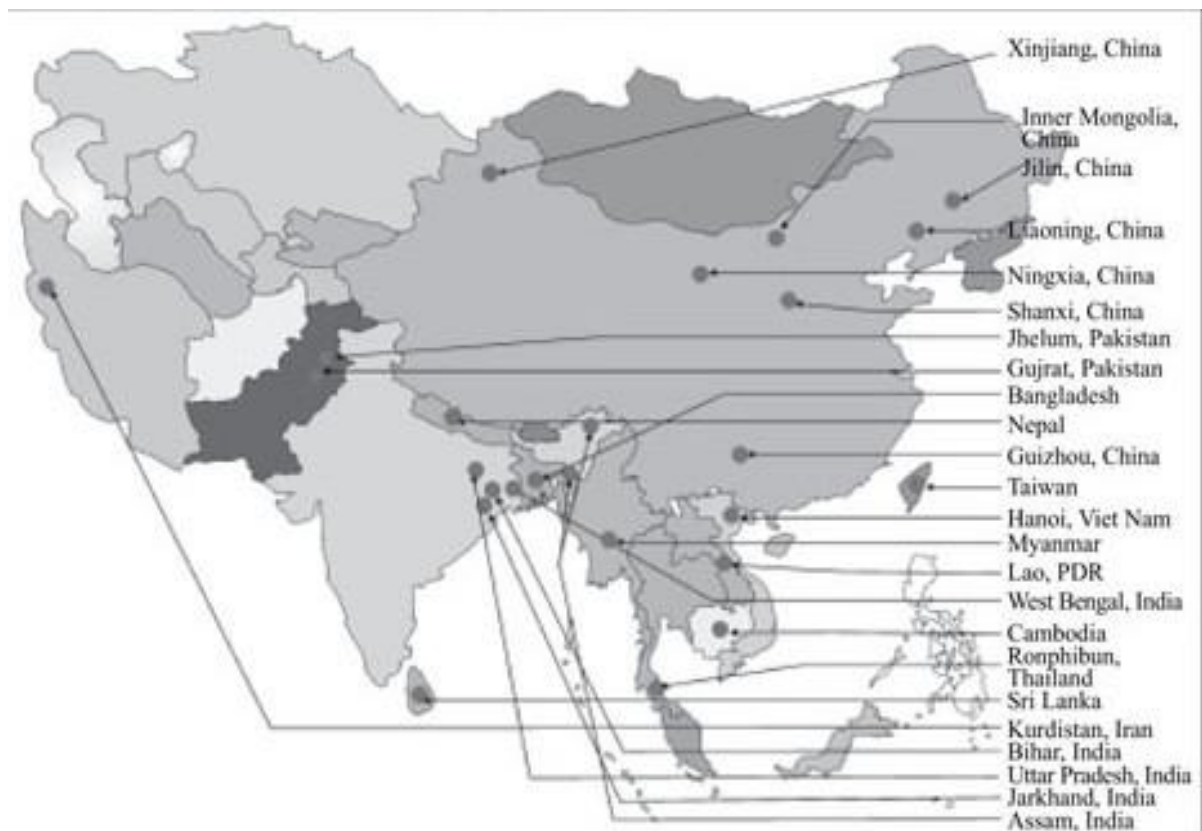 Xinjiang, China
Inner Mongolia,
China
Jilin, China
Liaoning, China
Ningxia, China
Shanxi, China
Jhelum, Pakistan
Gujrat, Pakistan
Bangladesh
Nepal
Guizhou, China
Taiwan
Hanoi, Viet Nam
Myanmar
Lao, PDR
West Bengal, India
Cambodia
Ronphibun,
Thailand
Sri Lanka
Kurdistan, Iran
Bihar, India
Uttar Pradesh, India
Jarkhand, India
Assam, India